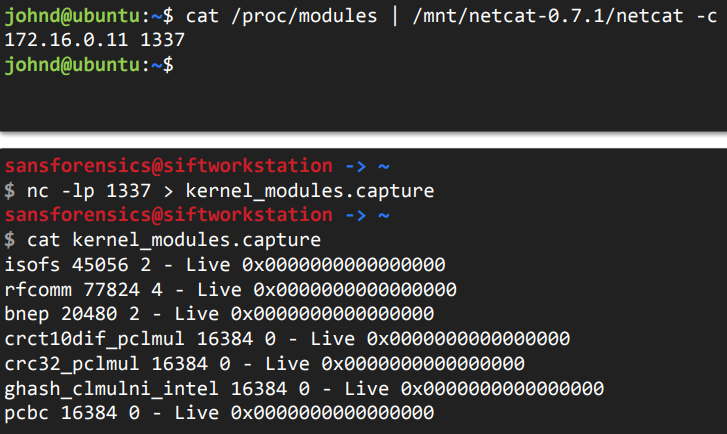 johnd@ubuntu:~$ cat /proc/modules | /mnt/netcat-0.7.1/netcat -c
172.16.0.11 1337
johnd@ubuntu:~$
sansforensics@siftworkstation -> ~
$ nc -lp 1337 > kernel_modules.capture
sansforensics@siftworkstation -> ~
$ cat kernel_modules.capture
isofs 45056 2 - Live 0x0000000000000000
rfcomm 77824 4 - Live 0x0000000000000000
bnep 20480 2 - Live 0x0000000000000000
crct10dif_pclmul 16384 0 - Live 0x0000000000000000
crc32_pclmul 16384 0 - Live 0x0000000000000000
ghash_clmulni_intel 16384 0 - Live 0x0000000000000000
pcbc 16384 0 - Live 0x0000000000000000